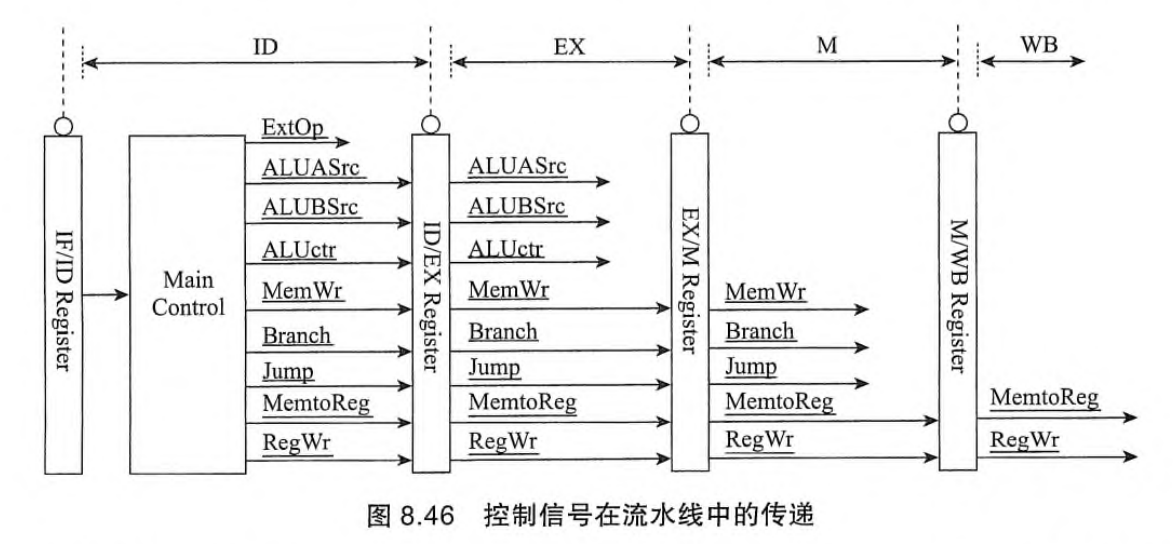 ID EX M WB
ExtOp
ALUASrc ALUASrc
ALUBSrc ALUBSrc
ALUctr ALUctr
IF/ID Register
Main
Control
ID/EX Register
EX/M Register
M/WB Register
MemWr MemWr MemWr
Branch Branch Branch
Jump Jump Jump
MemtoReg MemtoReg MemtoReg MemtoReg
RegWr RegWr RegWr RegWr
图 8.46 控制信号在流水线中的传递